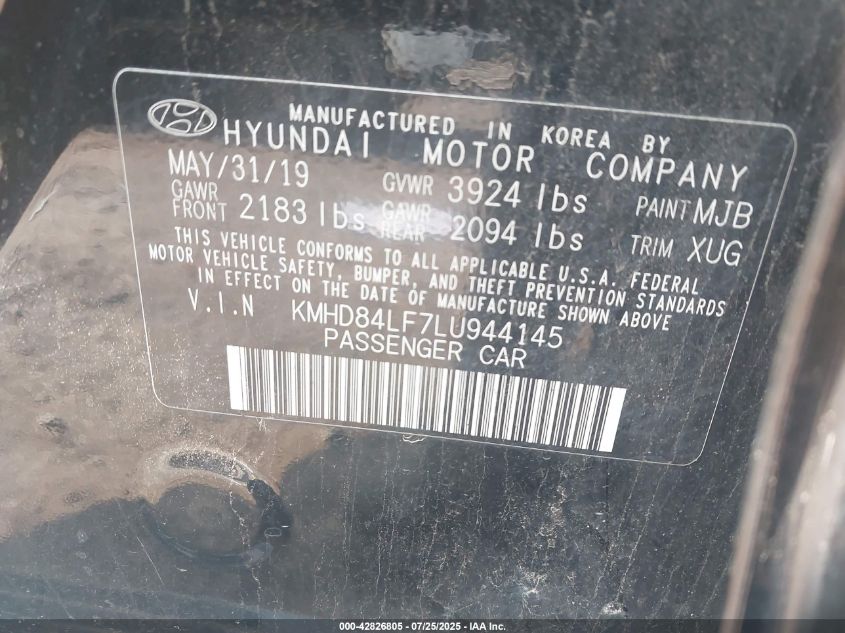 MANUFACTURED IN KOREA BY
HYUNDAI MOTOR COMPANY
MAY/31/19 GVWR 3924 lbs PAINT MJB
GAWR FRONT 2183 lbs GAWR REAR 2094 lbs TRIM XUG
THIS VEHICLE CONFORMS TO ALL APPLICABLE U.S.A. FEDERAL
MOTOR VEHICLE SAFETY, BUMPER, AND THEFT PREVENTION STANDARDS
IN EFFECT ON THE DATE OF MANUFACTURE SHOWN ABOVE
V.I.N KMHD84LF7LU944145
PASSENGER CAR
000-42826805 - 07/25/2025 - IAA Inc.